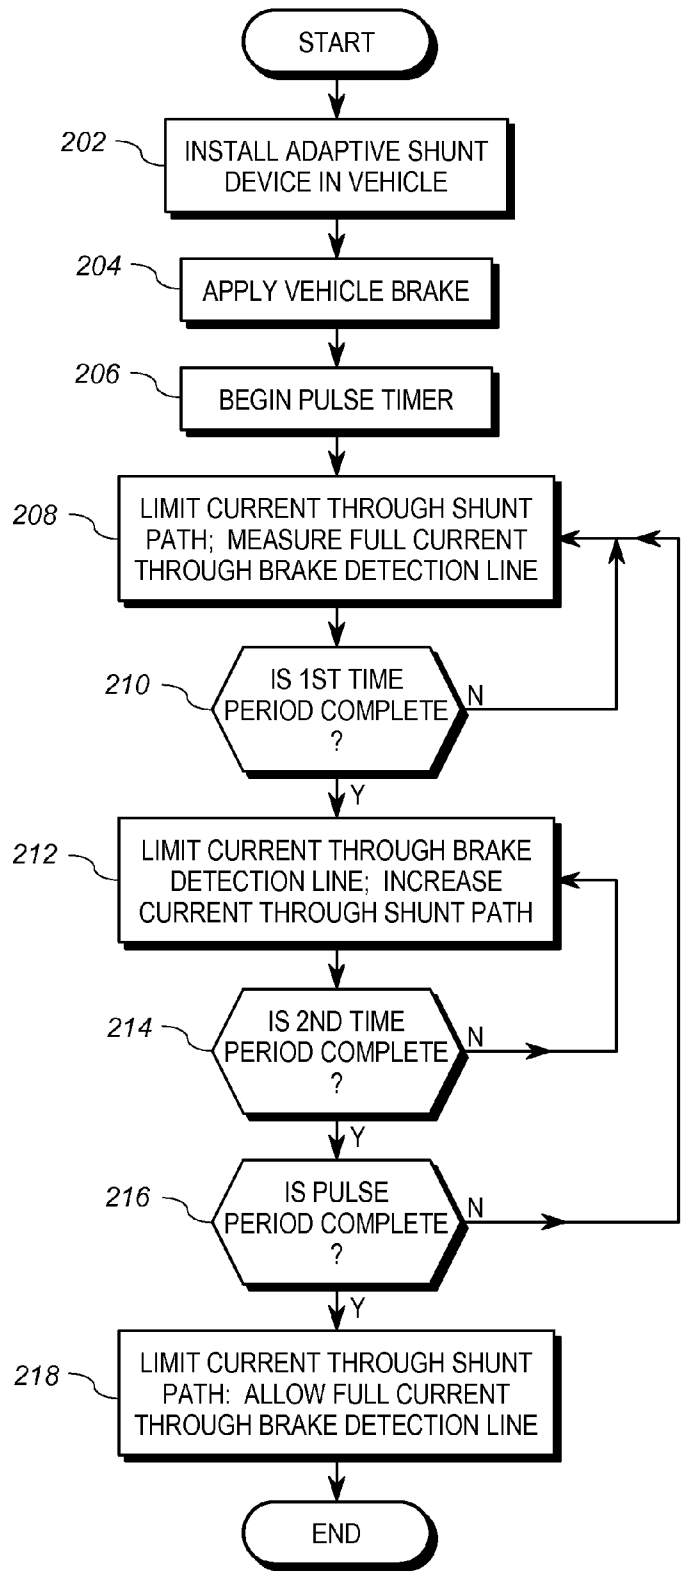 START
202
INSTALL ADAPTIVE SHUNT
DEVICE IN VEHICLE
204
APPLY VEHICLE BRAKE
206
BEGIN PULSE TIMER
208
LIMIT CURRENT THROUGH SHUNT
PATH; MEASURE FULL CURRENT
THROUGH BRAKE DETECTION LINE
210
IS 1ST TIME
PERIOD COMPLETE
?
N
Y
212
LIMIT CURRENT THROUGH BRAKE
DETECTION LINE; INCREASE
CURRENT THROUGH SHUNT PATH
214
IS 2ND TIME
PERIOD COMPLETE
?
N
Y
216
IS PULSE
PERIOD COMPLETE
?
N
Y
218
LIMIT CURRENT THROUGH SHUNT
PATH: ALLOW FULL CURRENT
THROUGH BRAKE DETECTION LINE
END